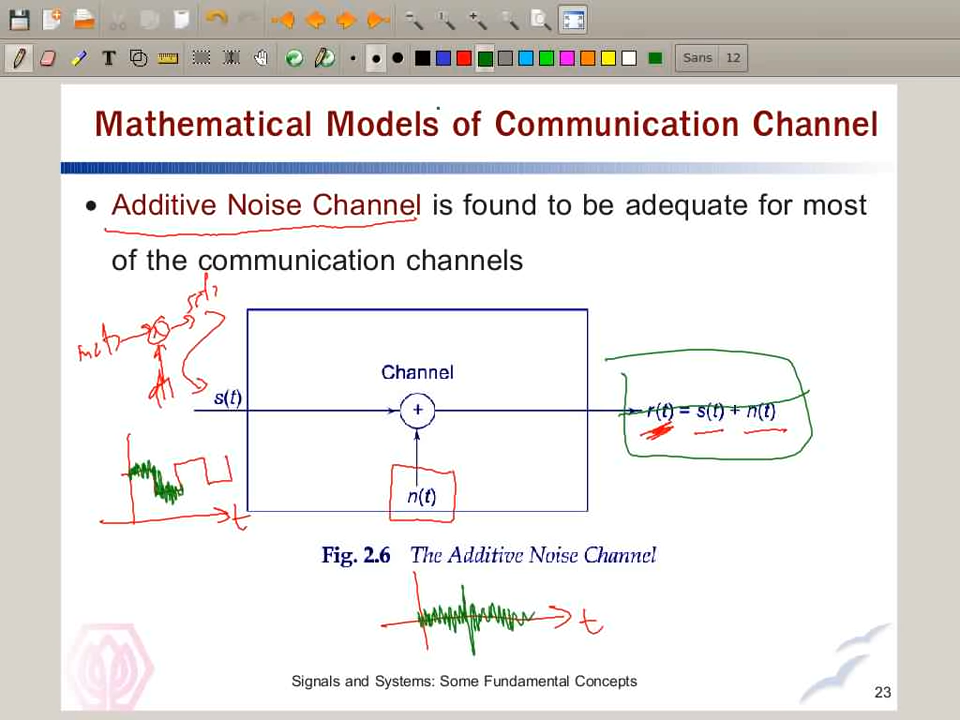 Sans 12
Mathematical Models of Communication Channel
• Additive Noise Channel is found to be adequate for most
of the communication channels
Channel
s(t)
+
r(t) = s(t) + n(t)
n(t)
t
Fig. 2.6 The Additive Noise Channel
t
Signals and Systems: Some Fundamental Concepts
23